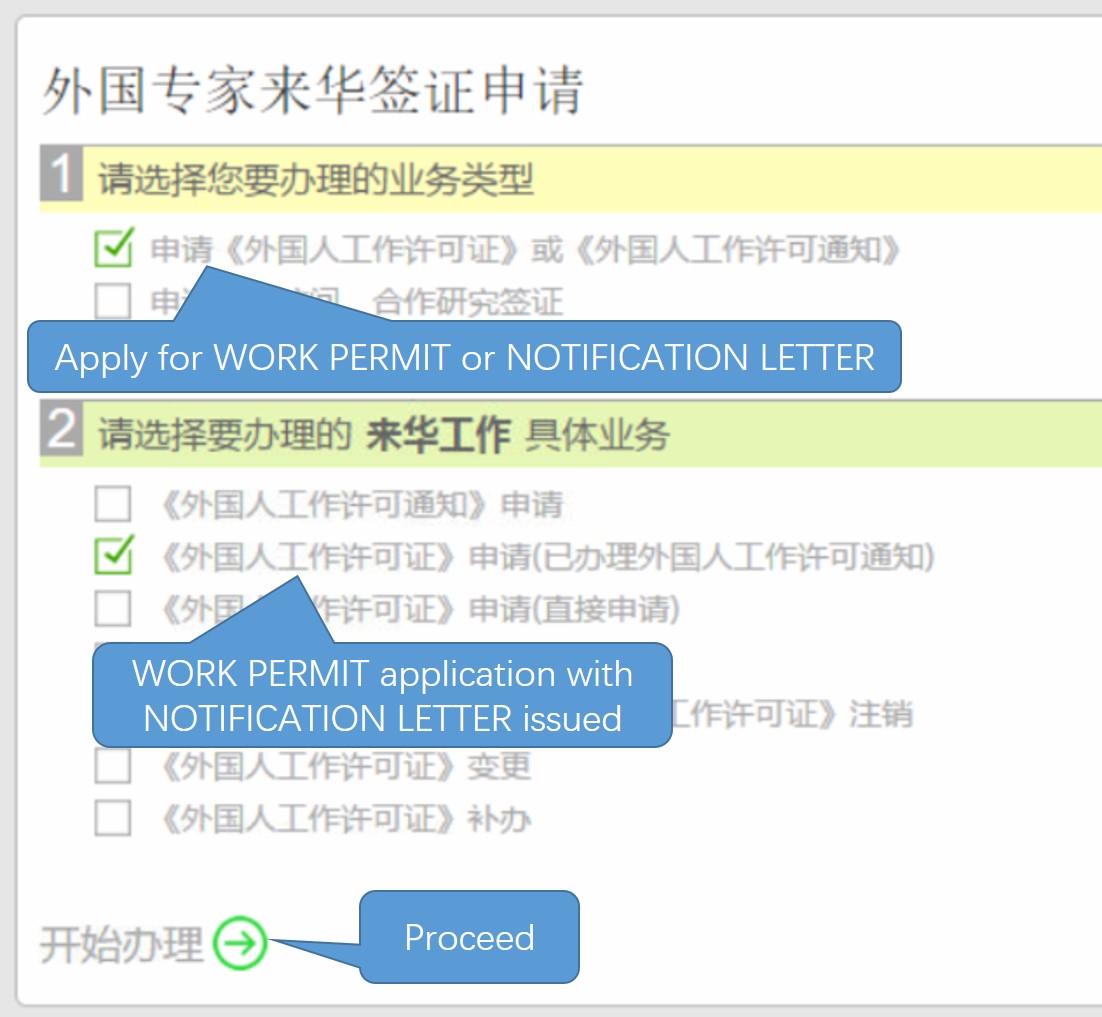 外国专家来华签证申请
1 请选择您要办理的业务类型
申请《外国人工作许可证》或《外国人工作许可通知》
申 合作研究签证
Apply for WORK PERMIT or NOTIFICATION LETTER
2 请选择要办理的 来华工作 具体业务
《外国人工作许可通知》申请
《外国人工作许可证》申请(已办理外国人工作许可通知)
《外国 作许可证》申请(直接申请)
WORK PERMIT application with
NOTIFICATION LETTER issued
工作许可证》注销
《外国人工作许可证》变更
《外国人工作许可证》补办
开始办理
Proceed